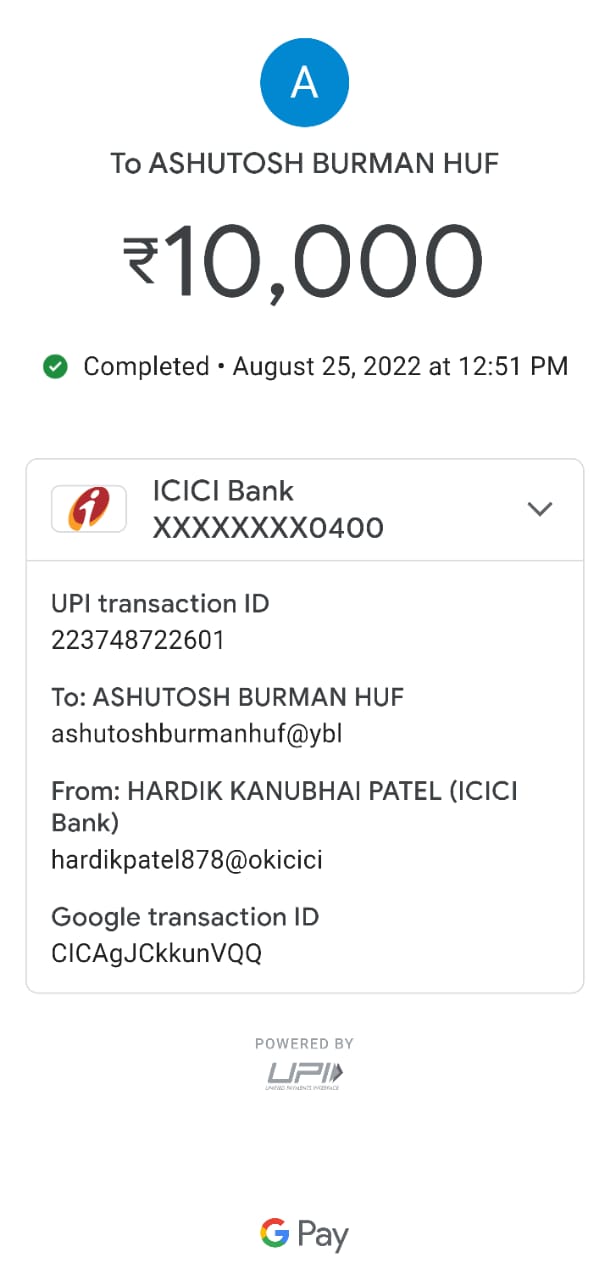 A
To ASHUTOSH BURMAN HUF
₹10,000
Completed • August 25, 2022 at 12:51 PM
ICICI Bank
XXXXXXXX0400
UPI transaction ID
223748722601
To: ASHUTOSH BURMAN HUF
ashutoshburmanhuf@ybl
From: HARDIK KANUBHAI PATEL (ICICI
Bank)
hardikpatel878@okicici
Google transaction ID
CICAgJCkkunVQQ
POWERED BY
UPI
UNIFIED PAYMENTS INTERFACE
G Pay